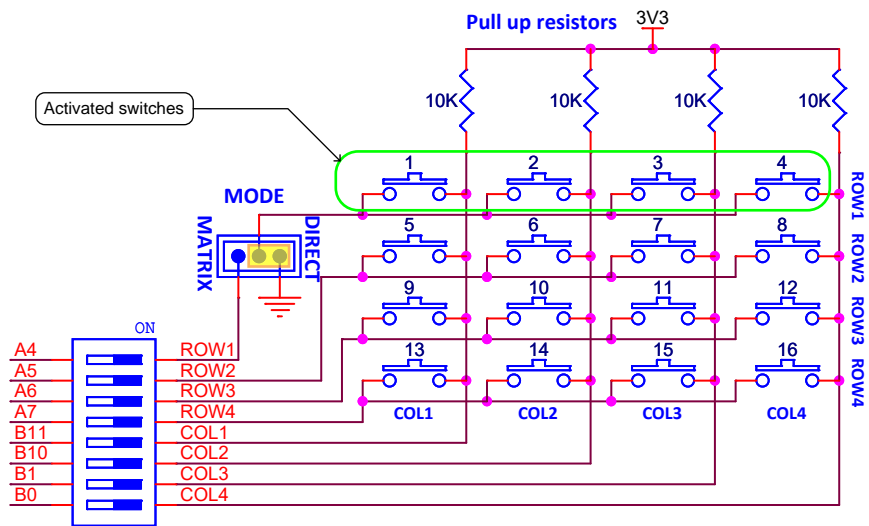 Pull up resistors
3V3
10K
10K
10K
10K
Activated switches
1
2
3
4
ROW1
MODE
MATRIX
DIRECT
5
6
7
8
ROW2
9
10
11
12
ROW3
13
14
15
16
ROW4
COL1
COL2
COL3
COL4
ON
A4
ROW1
A5
ROW2
A6
ROW3
A7
ROW4
B11
COL1
B10
COL2
B1
COL3
B0
COL4